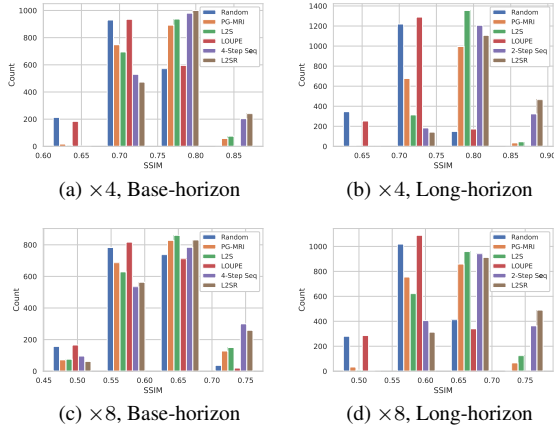 1000
800
600
400
200
0
Count
0.60 0.65 0.70 0.75 0.80 0.85
SSIM
Random
PG-MRI
L2S
LOUPE
4-Step Seq
L2SR
(a) ×4, Base-horizon
1400
1200
1000
800
600
400
200
0
Count
0.65 0.70 0.75 0.80 0.85 0.90
SSIM
Random
PG-MRI
L2S
LOUPE
2-Step Seq
L2SR
(b) ×4, Long-horizon
800
600
400
200
0
Count
0.45 0.50 0.55 0.60 0.65 0.70 0.75
SSIM
Random
PG-MRI
L2S
LOUPE
4-Step Seq
L2SR
(c) ×8, Base-horizon
1000
800
600
400
200
0
Count
0.50 0.55 0.60 0.65 0.70 0.75
SSIM
Random
PG-MRI
L2S
LOUPE
2-Step Seq
L2SR
(d) ×8, Long-horizon